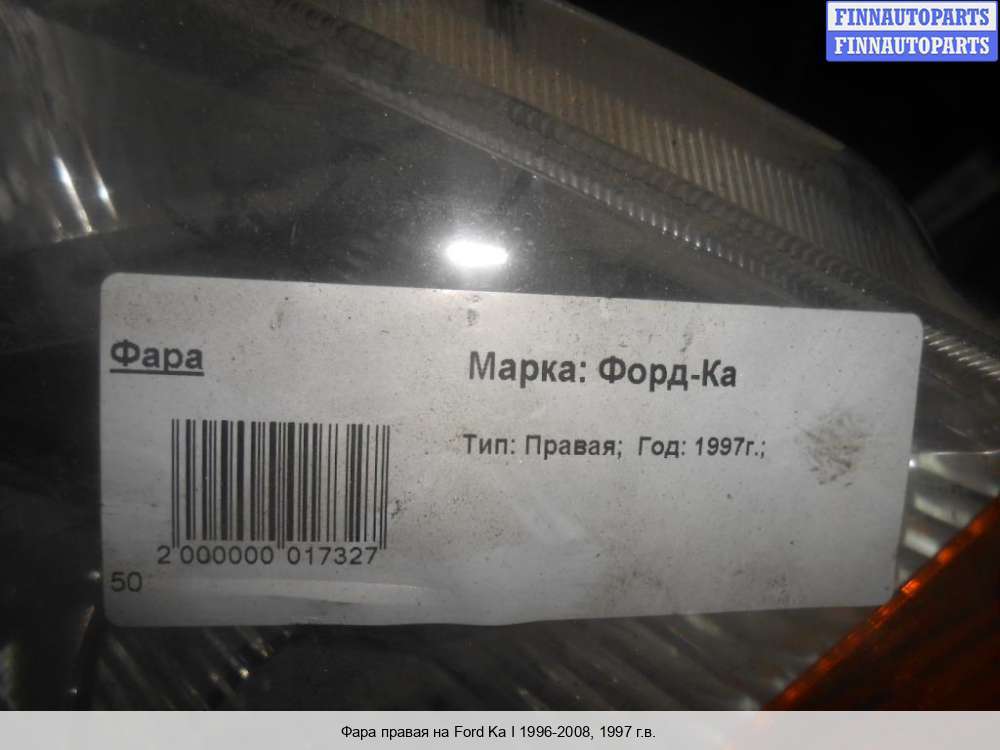 FINNAUTOPARTS
FINNAUTOPARTS
Фара
Марка: Форд-Ка
Тип: Правая; Год: 1997г.;
2 000000 017327
50
Фара правая на Ford Ka I 1996-2008, 1997 г.в.